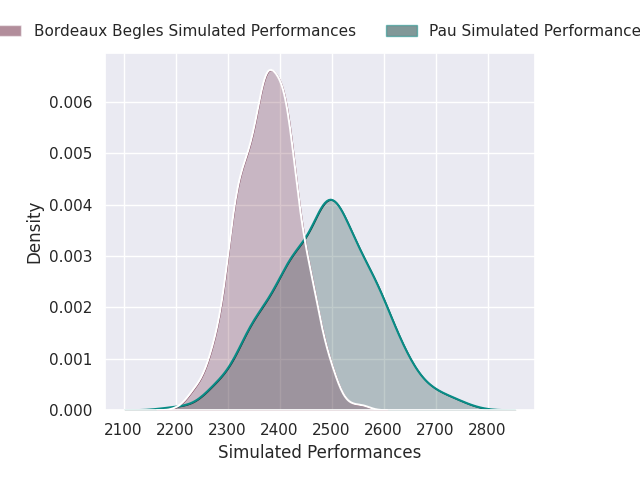 Bordeaux Begles Simulated Performances
Pau Simulated Performance
0.006
0.005
0.004
0.003
0.002
0.001
0.000
Density
2100 2200 2300 2400 2500 2600 2700 2800
Simulated Performances